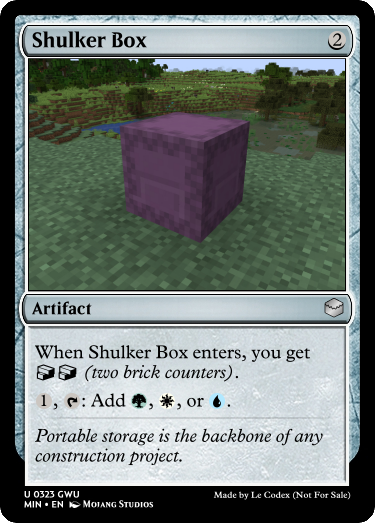 Shulker Box 2
Artifact
When Shulker Box enters, you get
(two brick counters).
1, : Add , , or .
Portable storage is the backbone of any
construction project.
U 0323 GWU
MIN • EN Mojang Studios
Made by Le Codex (Not For Sale)